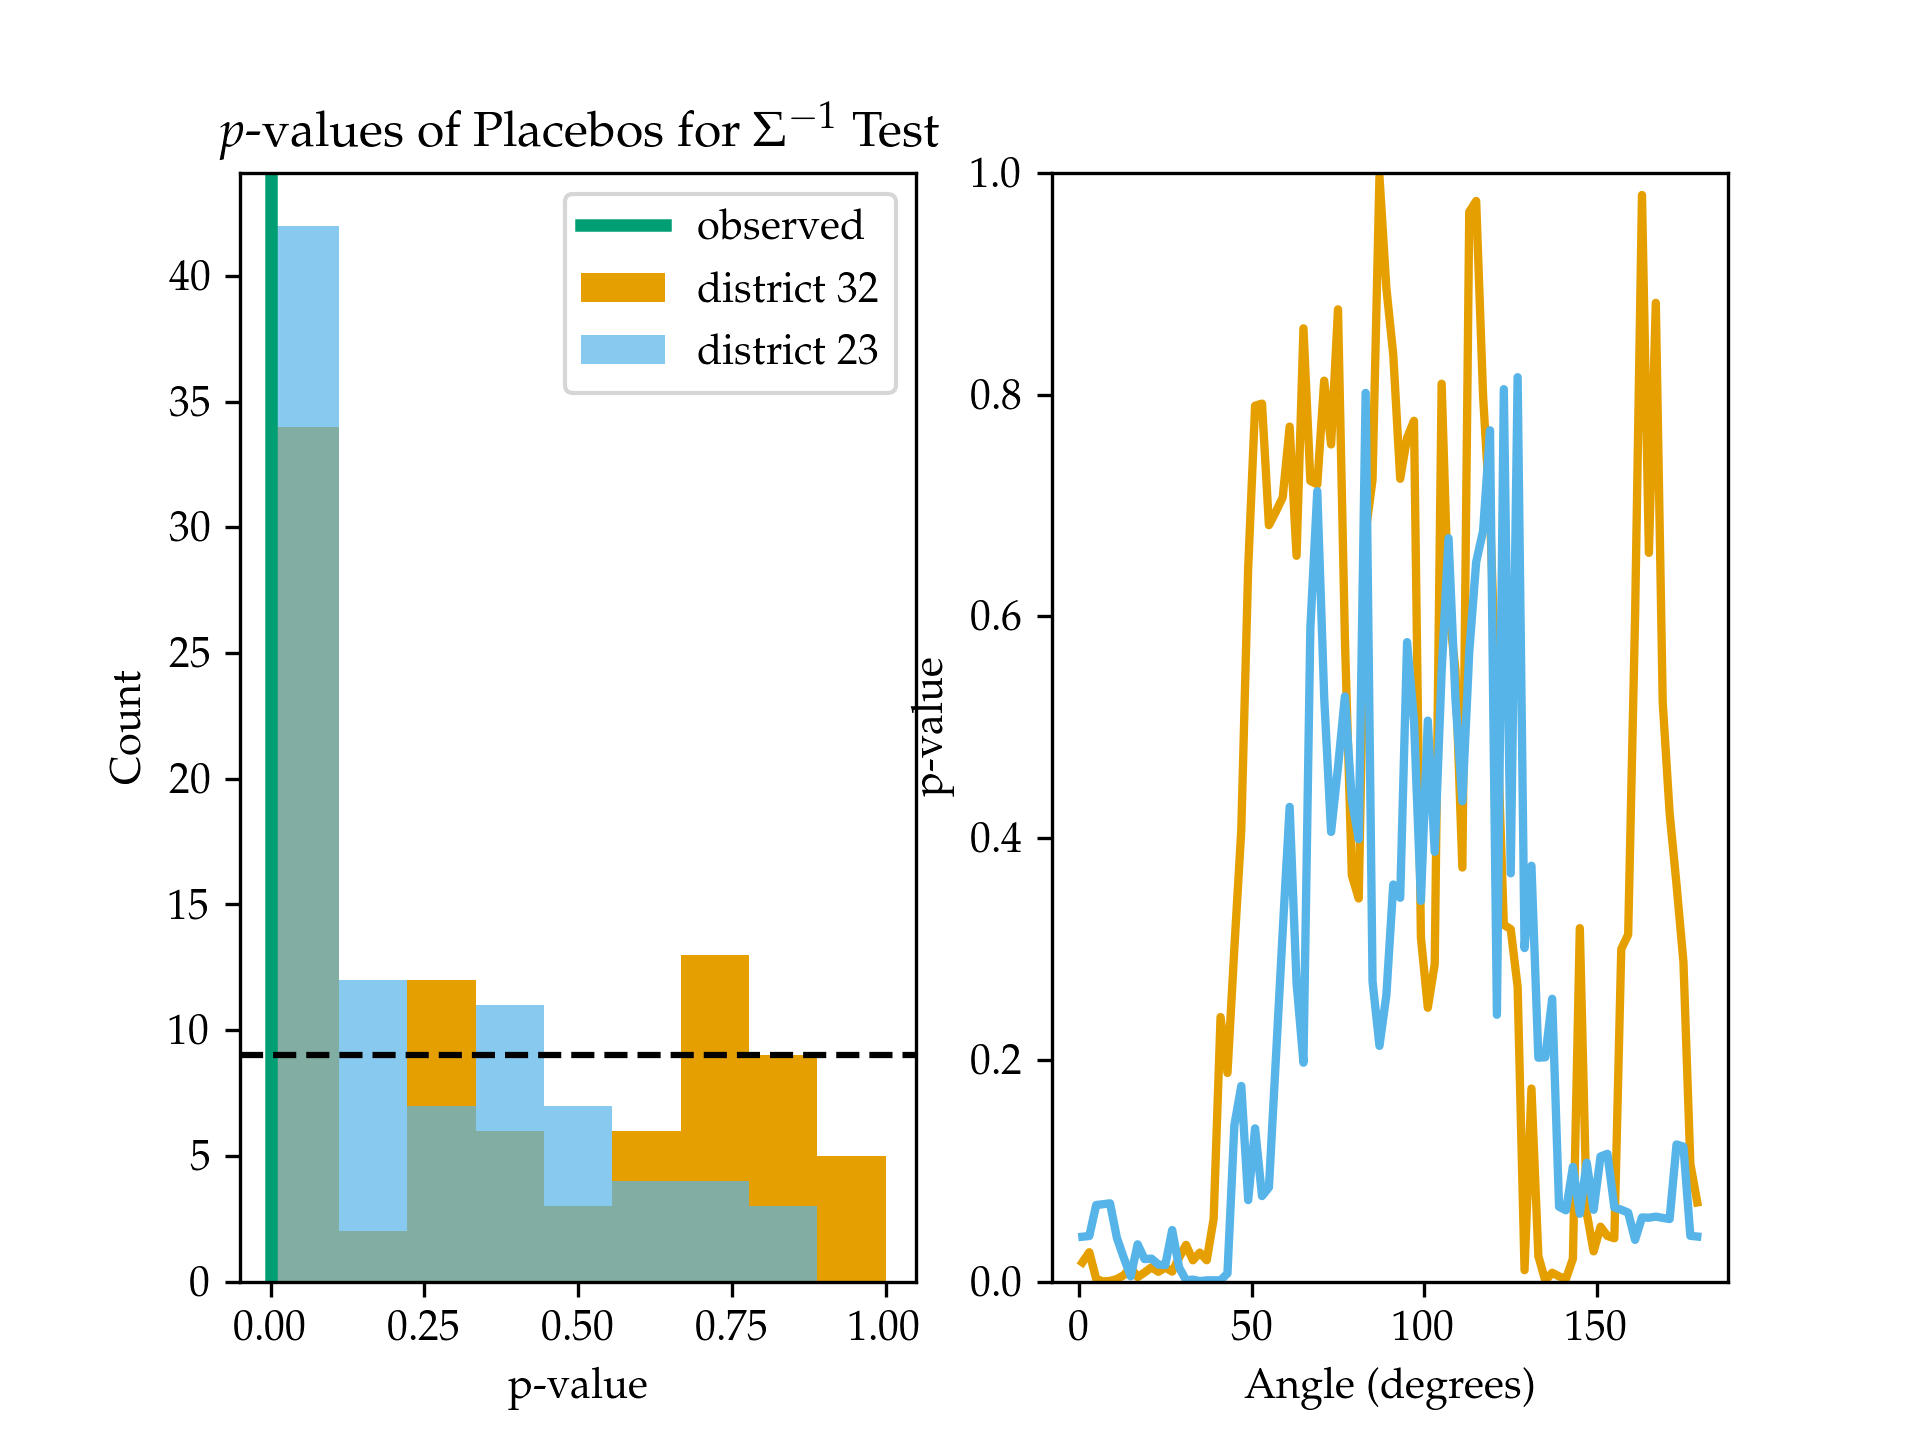 p-values of Placebos for Σ⁻¹ Test
observed
district 32
district 23
Count
40
35
30
25
20
15
10
5
0
0.00 0.25 0.50 0.75 1.00
p-value
p-value
1.0
0.8
0.6
0.4
0.2
0.0
0 50 100 150
Angle (degrees)